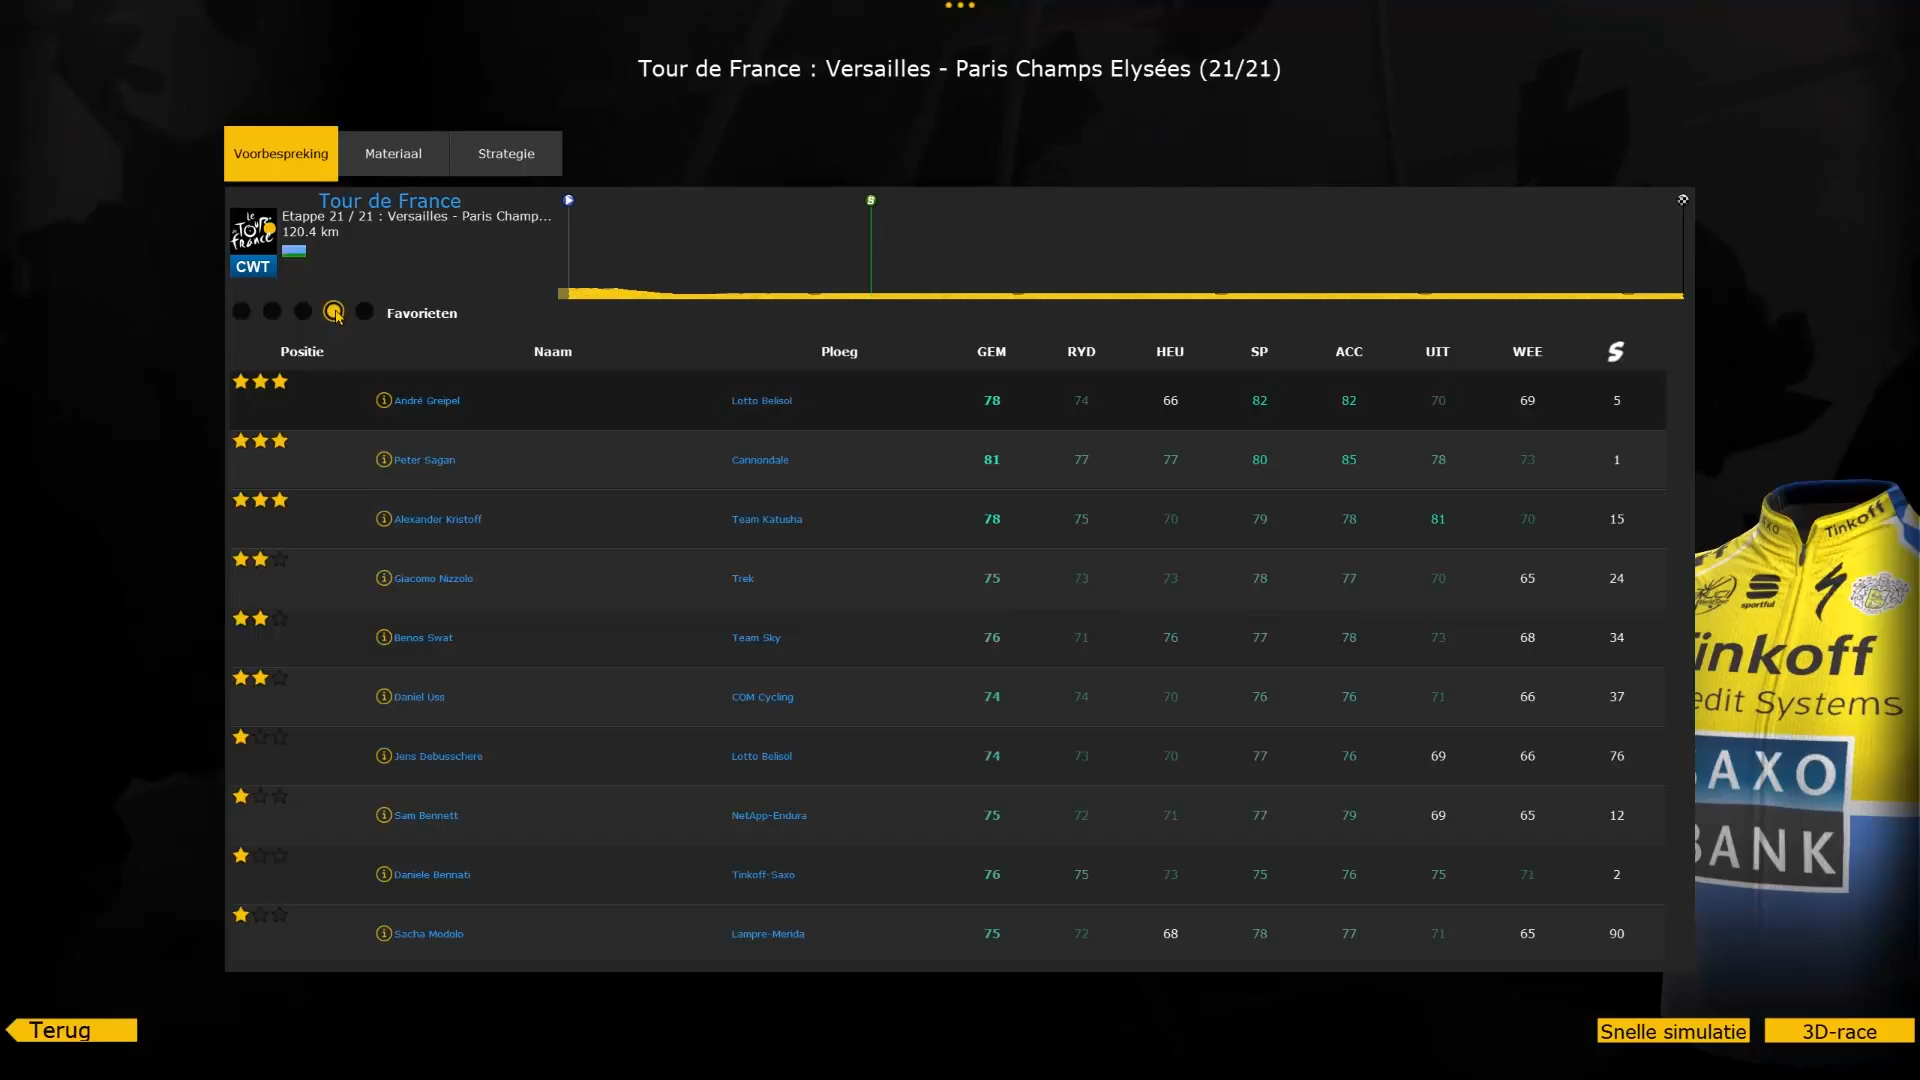 Tour de France : Versailles - Paris Champs Elysées (21/21)
Voorbespreking Materiaal Strategie
Tour de France
Etappe 21 / 21 : Versailles - Paris Champ...
120.4 km
le Tour de france
CWT
S
Favorieten
Positie Naam Ploeg GEM RYD HEU SP ACC UIT WEE S
André Greipel Lotto Belisol 78 74 66 82 82 70 69 5
Peter Sagan Cannondale 81 77 77 80 85 78 73 1
Alexander Kristoff Team Katusha 78 75 70 79 78 81 70 15
Giacomo Nizzolo Trek 75 73 73 78 77 70 65 24
Benos Swat Team Sky 76 71 76 77 78 73 68 34
Daniel Uss COM Cycling 74 74 70 76 76 71 66 37
Jens Debusschere Lotto Belisol 74 73 70 77 76 69 66 76
Sam Bennett NetApp-Endura 75 72 71 77 79 69 65 12
Daniele Bennati Tinkoff-Saxo 76 75 73 75 76 75 71 2
Sacha Modolo Lampre-Merida 75 72 68 78 77 71 65 90
Tinkoff
sportful
inkoff
edit Systems
AXO
BANK
Terug
Snelle simulatie 3D-race